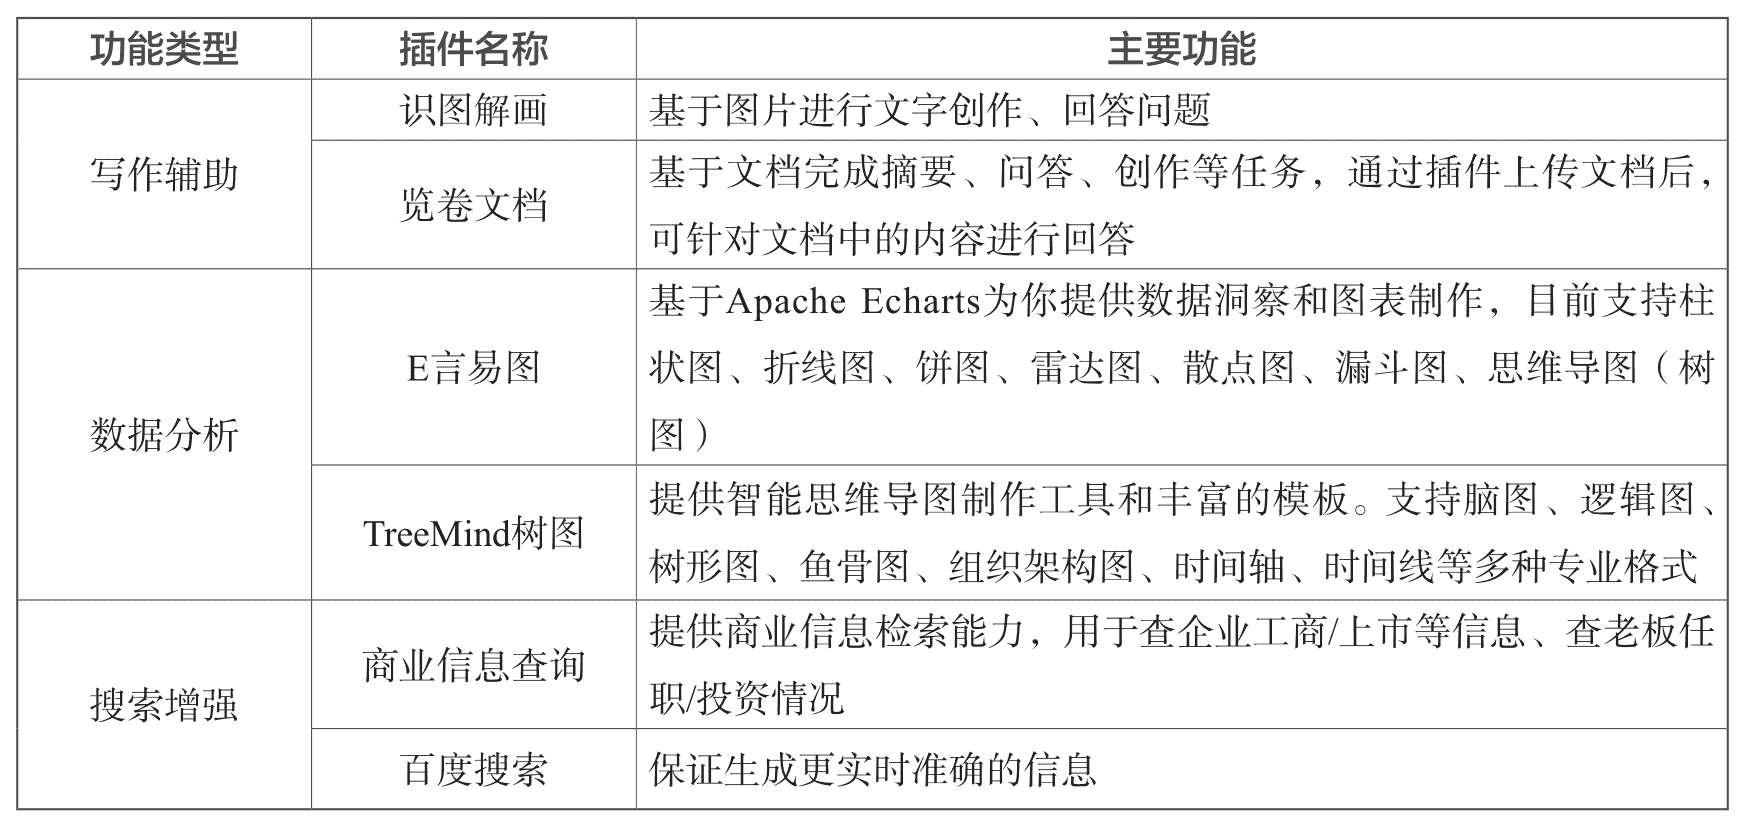 功能类型 插件名称 主要功能
写作辅助
识图解画 基于图片进行文字创作、回答问题
览卷文档
基于文档完成摘要、问答、创作等任务，通过插件上传文档后，
可针对文档中的内容进行回答
数据分析
E言易图
基于Apache Echarts为你提供数据洞察和图表制作，目前支持柱
状图、折线图、饼图、雷达图、散点图、漏斗图、思维导图（树
图）
TreeMind树图
提供智能思维导图制作工具和丰富的模板。支持脑图、逻辑图、
树形图、鱼骨图、组织架构图、时间轴、时间线等多种专业格式
搜索增强
商业信息查询
提供商业信息检索能力，用于查企业工商/上市等信息、查老板任
职/投资情况
百度搜索 保证生成更实时准确的信息